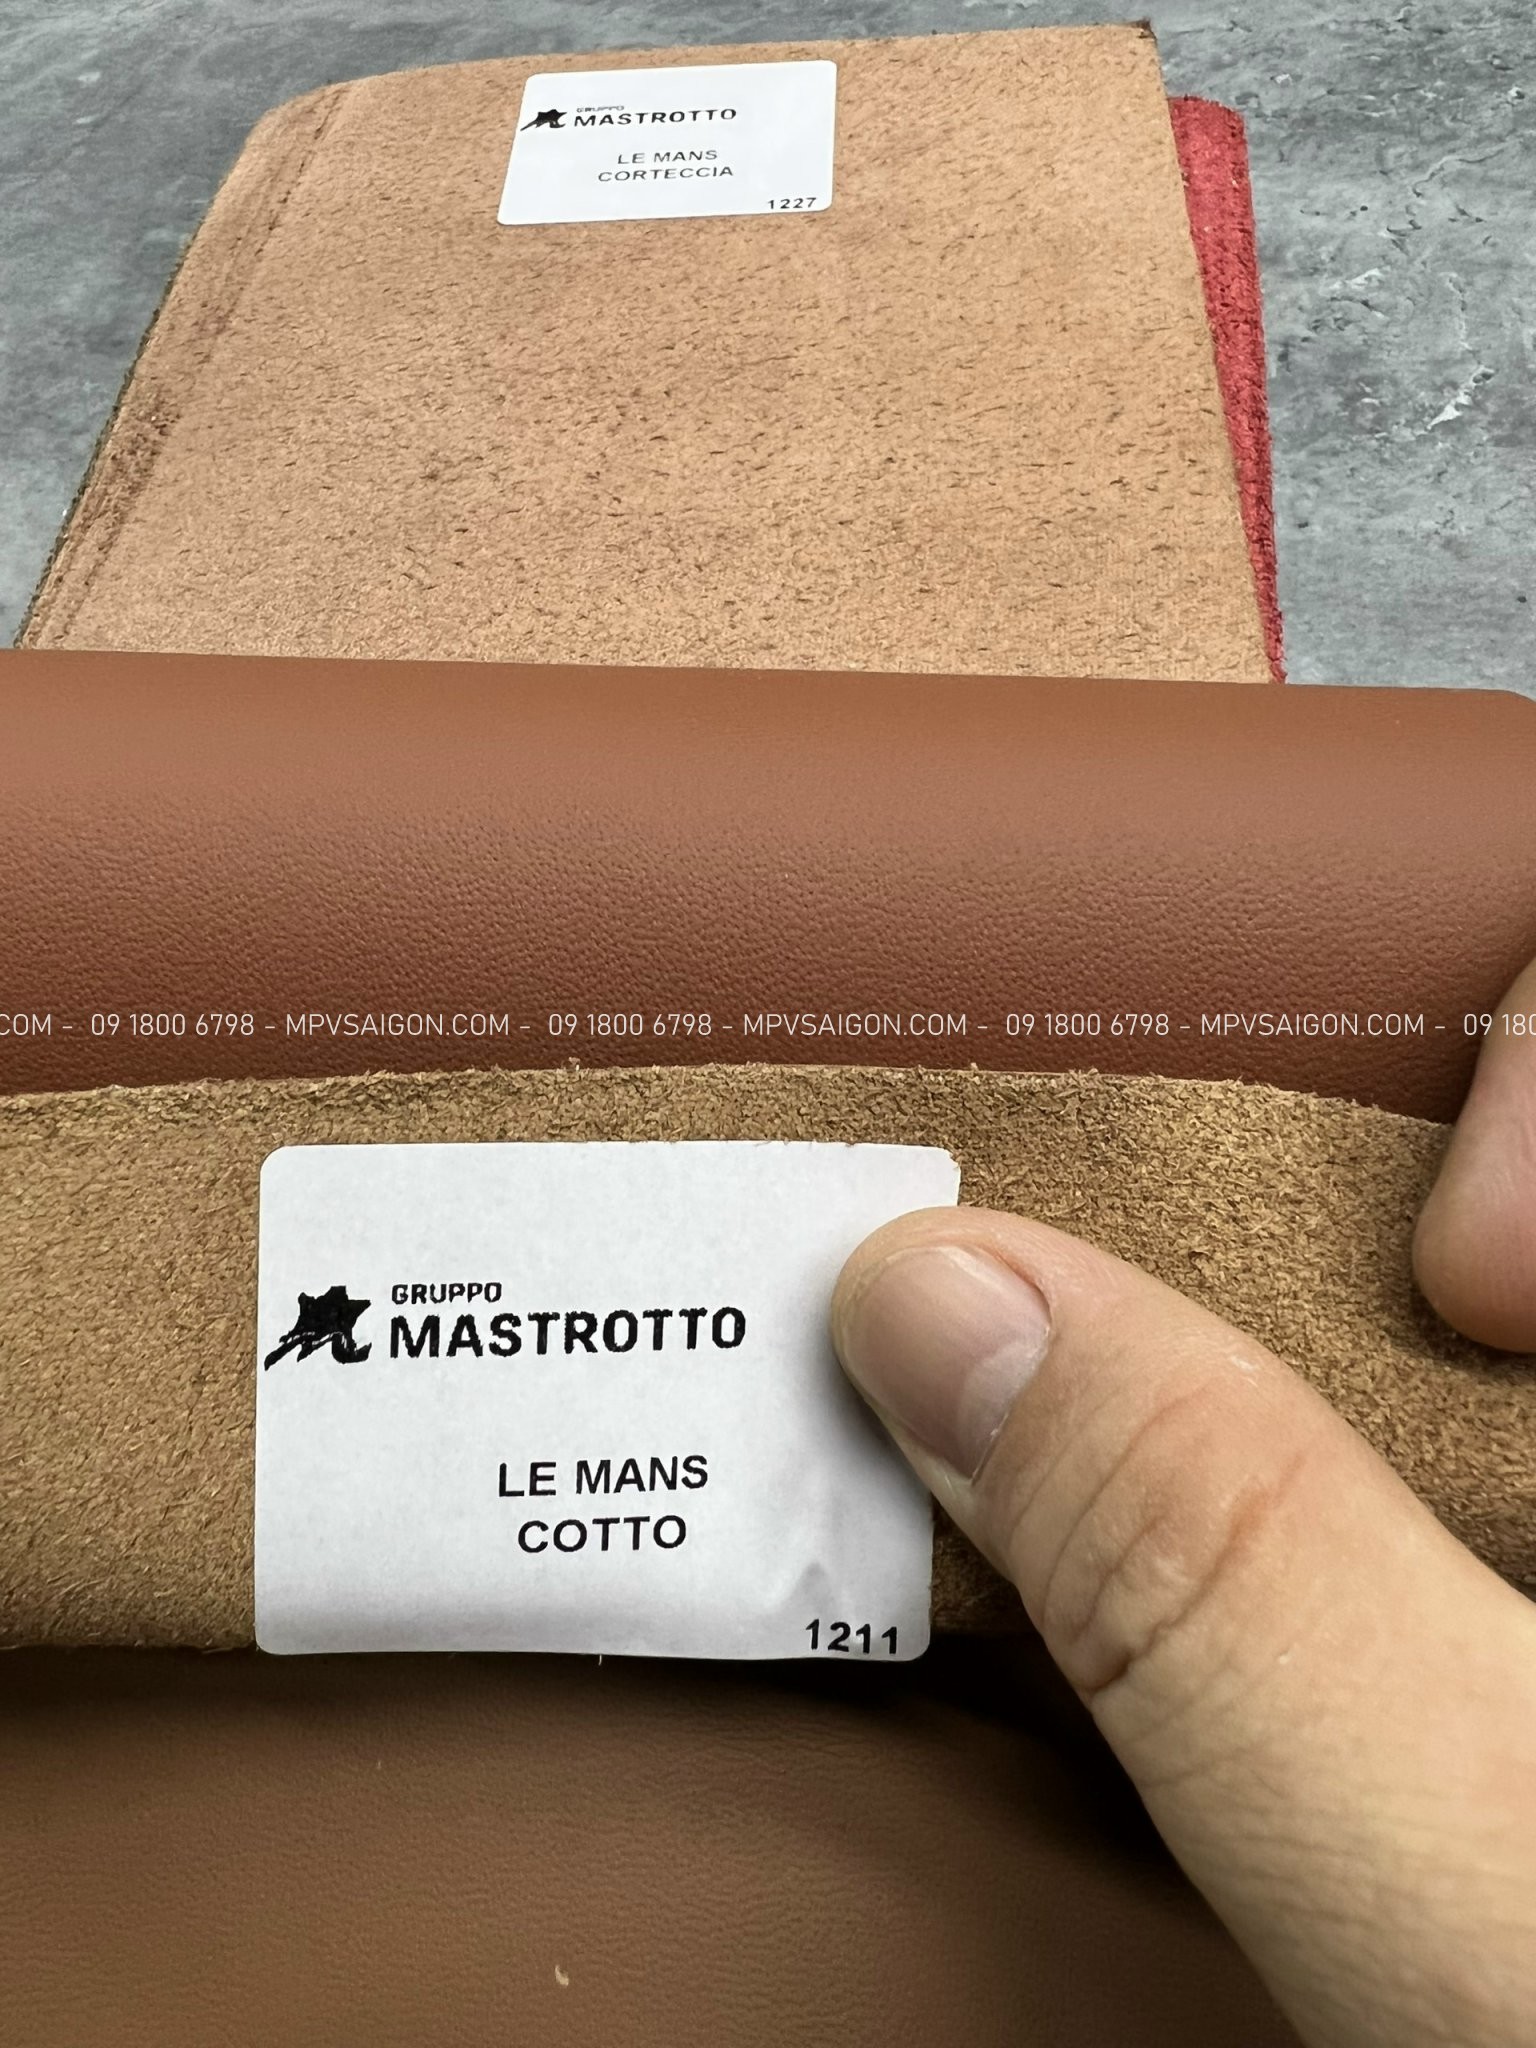 GRUPPO
MASTROTTO
LE MANS
CORTECCIA
1227
COM - 09 1800 6798 - MPVSAIGON.COM - 09 1800 6798 - MPVSAIGON.COM - 09 1800 6798 - MPVSAIGON.COM - 09 180
GRUPPO
MASTROTTO
LE MANS
COTTO
1211